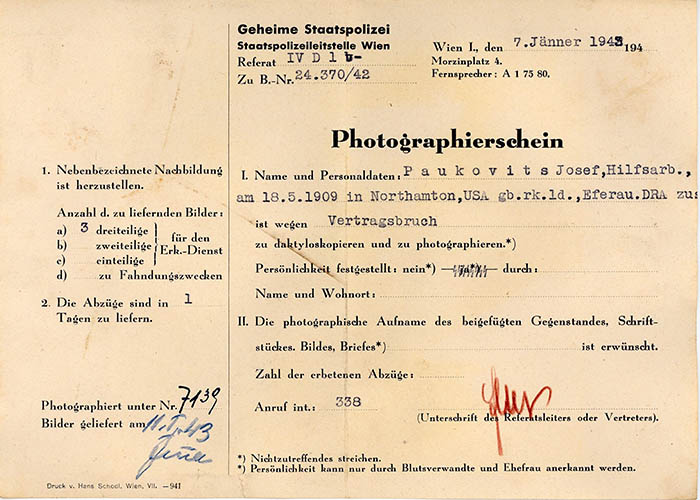 Geheime Staatspolizei
Staatspolizeileitstelle Wien
Referat IV D 1 b-
Zu B.-Nr. 24.370/42
Wien I., den 7.Jänner 1943 194
Morzinplatz 4.
Fernsprecher: A 1 75 80.
Photographierschein
1. Nebenbezeichnete Nachbildung
ist herzustellen.
Anzahl d. zu liefernden Bilder:
a) 3 dreiteilige
b) zweiteilige
c) einteilige
für den
Erk.-Dienst
d) zu Fahndungszwecken
2. Die Abzüge sind in 1
Tagen zu liefern.
Photographiert unter Nr. 7139
Bilder geliefert am
I. Name und Personaldaten: P a u k o v i t s Josef,Hilfsarb.,
am 18.5.1909 in Northamton,USA gb.rk.ld.,Eferau.DRA zus
ist wegen Vertragsbruch
zu daktyloskopieren und zu photographieren.*)
Persönlichkeit festgestellt: nein*) durch:
Name und Wohnort:
II. Die photographische Aufname des beigefügten Gegenstandes, Schrift-
stückes. Bildes, Briefes*) ist erwünscht.
Zahl der erbetenen Abzüge:
Anruf int.: 338
(Unterschrift des Referatsleiters oder Vertreters).
*) Nichtzutreffendes streichen.
*) Persönlichkeit kann nur durch Blutsverwandte und Ehefrau anerkannt werden.
Druck v. Hans School, Wien, VII. —941